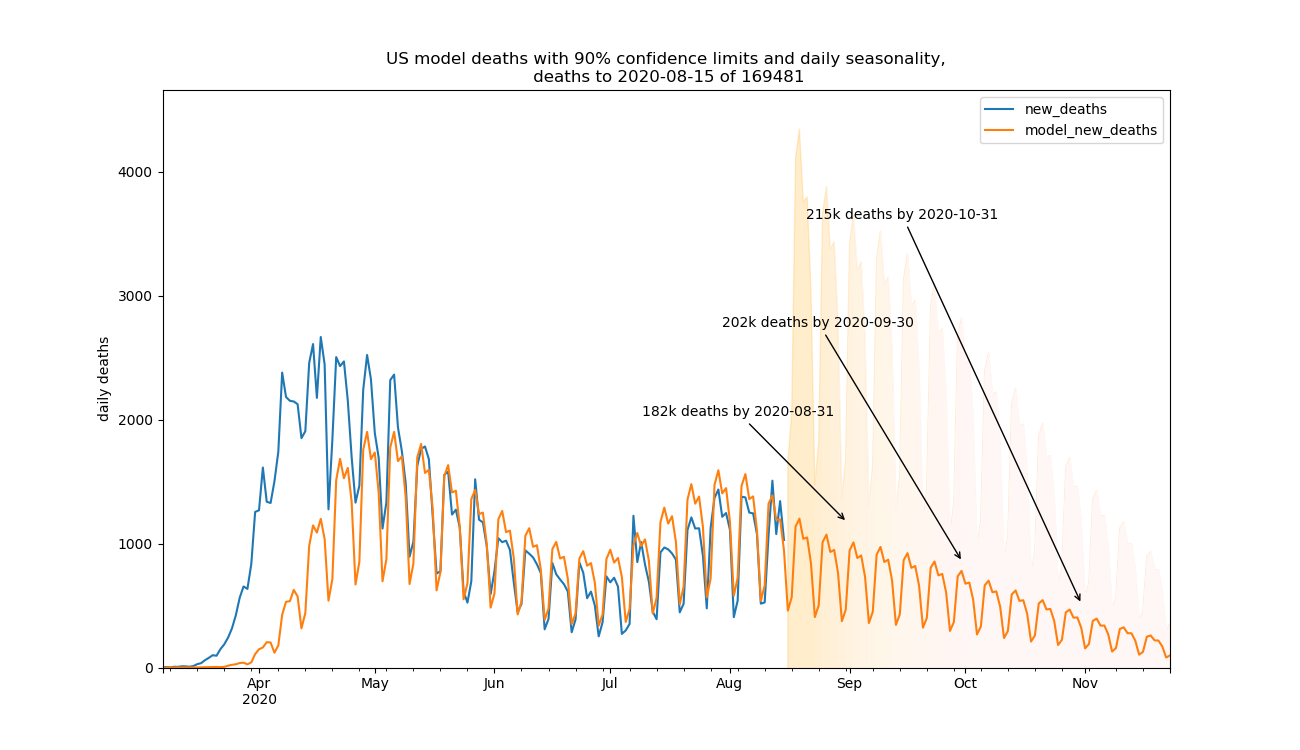 US model deaths with 90% confidence limits and daily seasonality,
deaths to 2020-08-15 of 169481
new_deaths
model_new_deaths
4000
215k deaths by 2020-10-31
3000
202k deaths by 2020-09-30
daily deaths
2000
182k deaths by 2020-08-31
1000
0
Apr May Jun Jul Aug Sep Oct Nov
2020